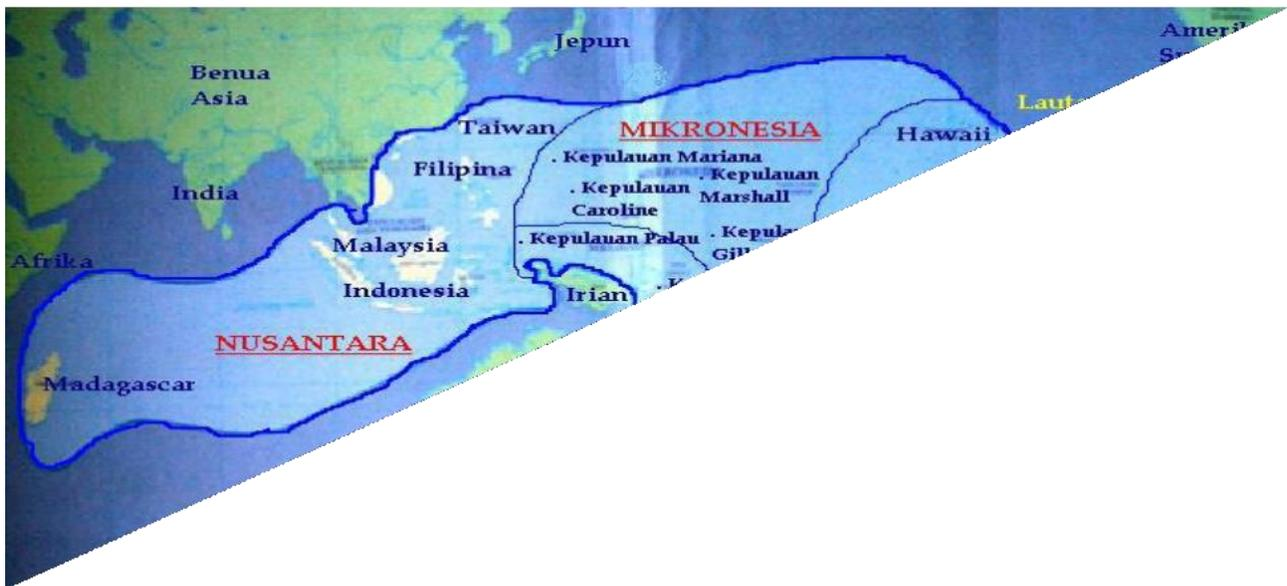 Jepun
Benua
Asia
Taiwan
MIKRONESIA
Hawaii
Filipina
. Kepulauan Mariana
. Kepulauan
Marshall
. Kepulauan
Caroline
India
Malaysia
. Kepulauan Palau
Afrika
Indonesia
Irian
NUSANTARA
Madagascar